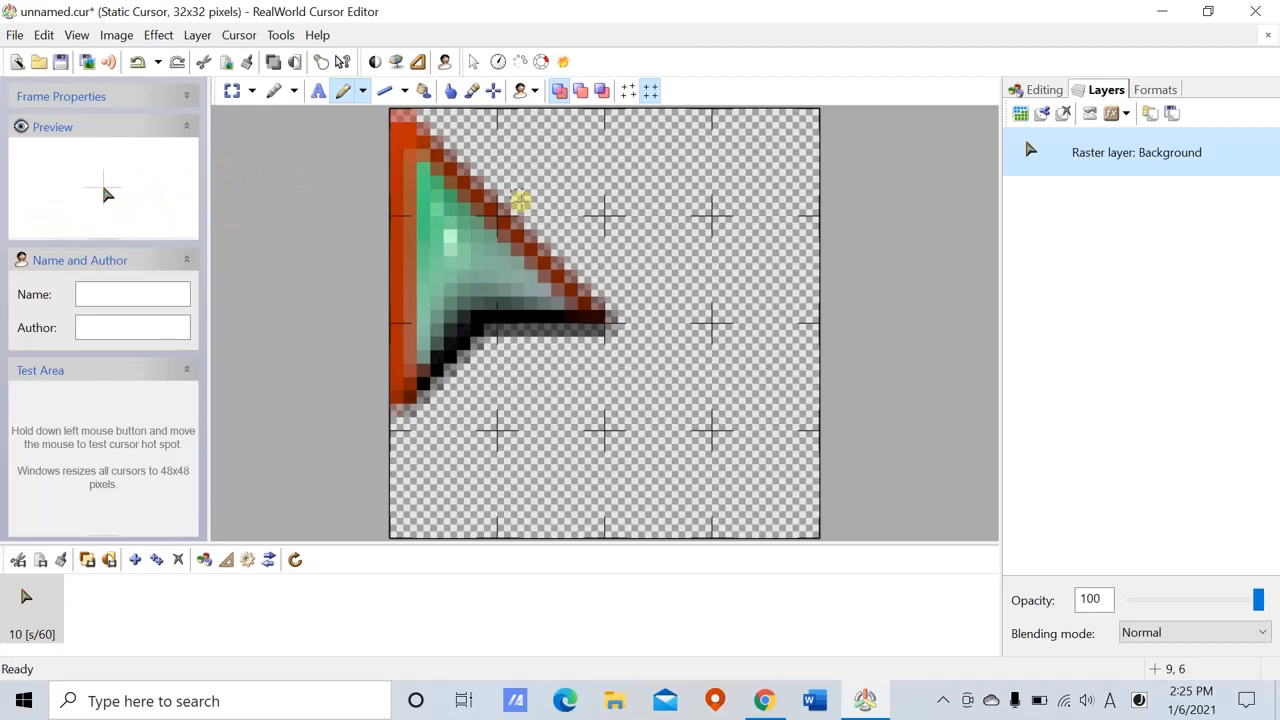 unnamed.cur* (Static Cursor, 32x32 pixels) - RealWorld Cursor Editor
File Edit View Image Effect Layer Cursor Tools Help
Frame Properties
Preview
Name and Author
Name:
Author:
Test Area
Hold down left mouse button and move
the mouse to test cursor hot spot.
Windows resizes all cursors to 48x48
pixels.
Editing Layers Formats
Raster layer: Background
Opacity: 100
Blending mode: Normal
10 [s/60]
Ready
9, 6
Type here to search
2:25 PM
1/6/2021